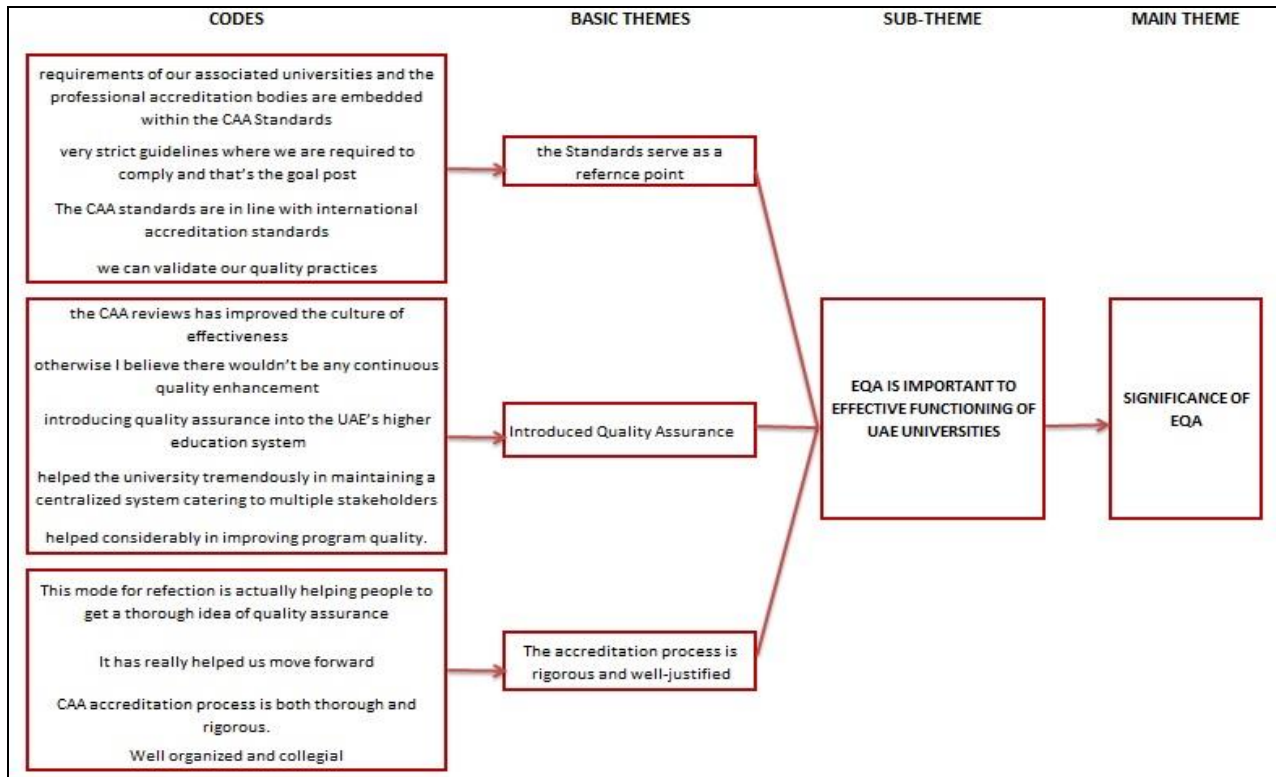 CODES
BASIC THEMES
SUB-THEME
MAIN THEME
requirements of our associated universities and the
professional accreditation bodies are embedded
within the CAA Standards
very strict guidelines where we are required to
comply and that's the goal post
The CAA standards are in line with international
accreditation standards
we can validate our quality practices
the Standards serve as a
refernce point
the CAA reviews has improved the culture of
effectiveness
otherwise I believe there wouldn't be any continuous
quality enhancement
introducing quality assurance into the UAE's higher
education system
helped the university tremendously in maintaining a
centralized system catering to multiple stakeholders
helped considerably in improving program quality.
Introduced Quality Assurance
This mode for refection is actually helping people to
get a thorough idea of quality assurance
It has really helped us move forward
CAA accreditation process is both thorough and
rigorous.
Well organized and collegial
The accreditation process is
rigorous and well-justified
EQA IS IMPORTANT TO
EFFECTIVE FUNCTIONING OF
UAE UNIVERSITIES
SIGNIFICANCE OF
EQA